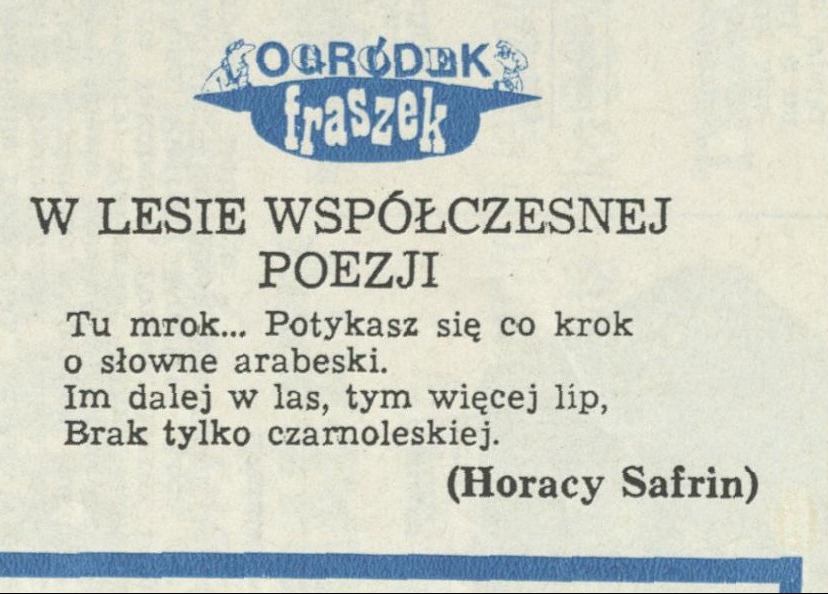 OGRÓDEK
fraszek
W LESIE WSPÓŁCZESNEJ
POEZJI
Tu mrok... Potykasz się co krok
o słowne arabeski.
Im dalej w las, tym więcej lip,
Brak tylko czarnoleskiej.
(Horacy Safrin)